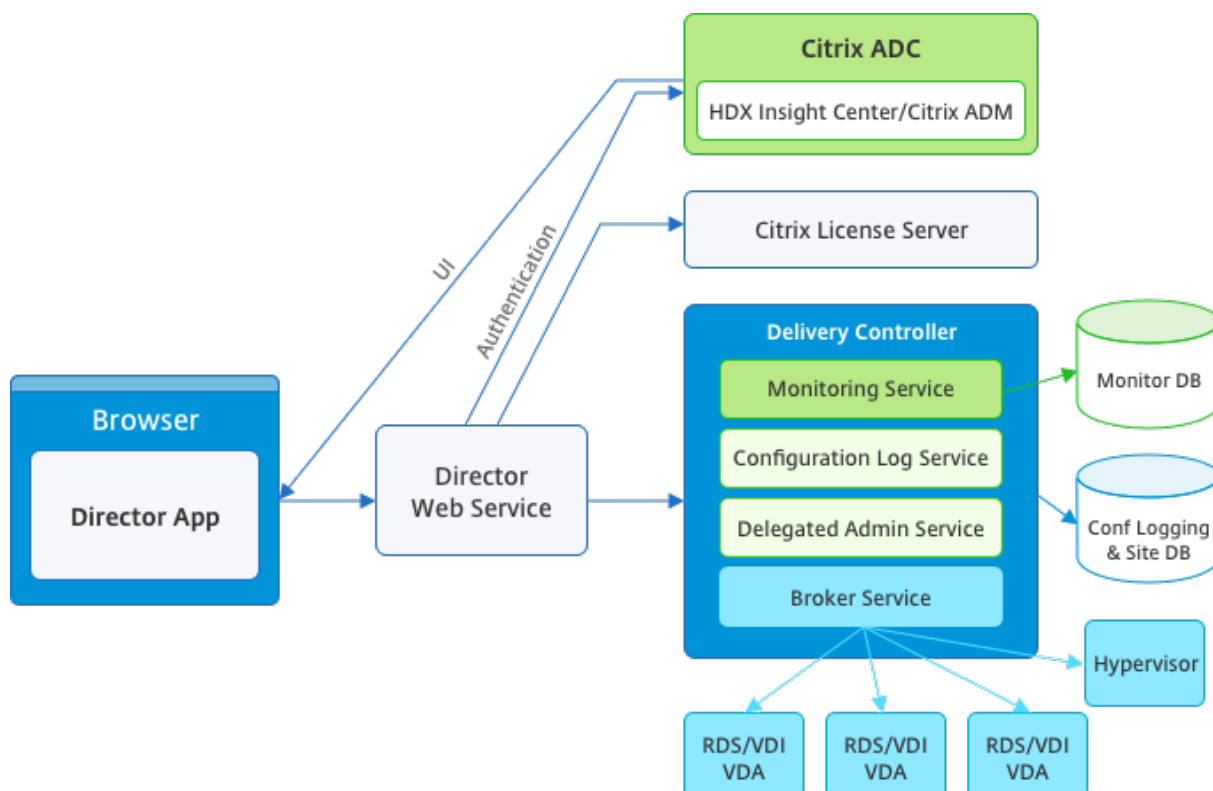 Citrix ADC
HDX Insight Center/Citrix ADM
UI
Authentication
Citrix License Server
Delivery Controller
Monitoring Service
Monitor DB
Browser
Director App
Director
Web Service
Configuration Log Service
Delegated Admin Service
Conf Logging
& Site DB
Broker Service
Hypervisor
RDS/VDI
VDA
RDS/VDI
VDA
RDS/VDI
VDA